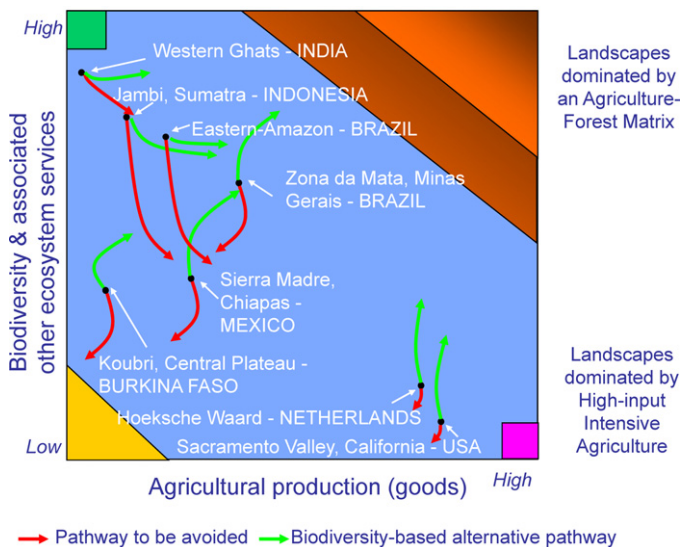 High
Western Ghats - INDIA
Jambi, Sumatra - INDONESIA
Eastern-Amazon - BRAZIL
Zona da Mata, Minas
Gerais - BRAZIL
Sierra Madre,
Chiapas -
MEXICO
Koubri, Central Plateau -
BURKINA FASO
Hoeksche Waard - NETHERLANDS
Sacramento Valley, California - USA
Biodiversity & associated
other ecosystem services
Low
Agricultural production (goods)
High
Landscapes
dominated by
an Agriculture-
Forest Matrix
Landscapes
dominated by
High-input
Intensive
Agriculture
Pathway to be avoided
Biodiversity-based alternative pathway